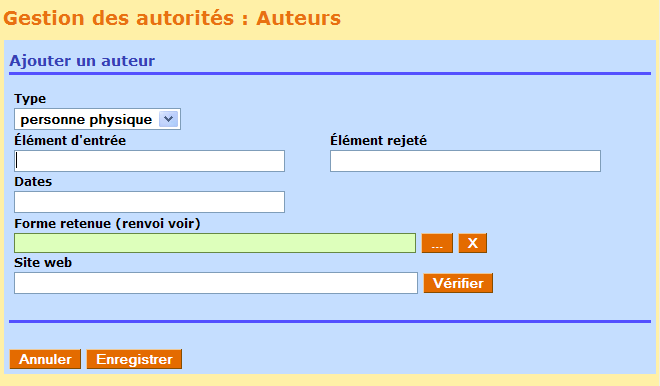 Gestion des autorités : Auteurs
Ajouter un auteur
Type
personne physique
Élément d'entrée Élément rejeté
Dates
Forme retenue (renvoi voir)
... X
Site web
Vérifier
Annuler Enregistrer